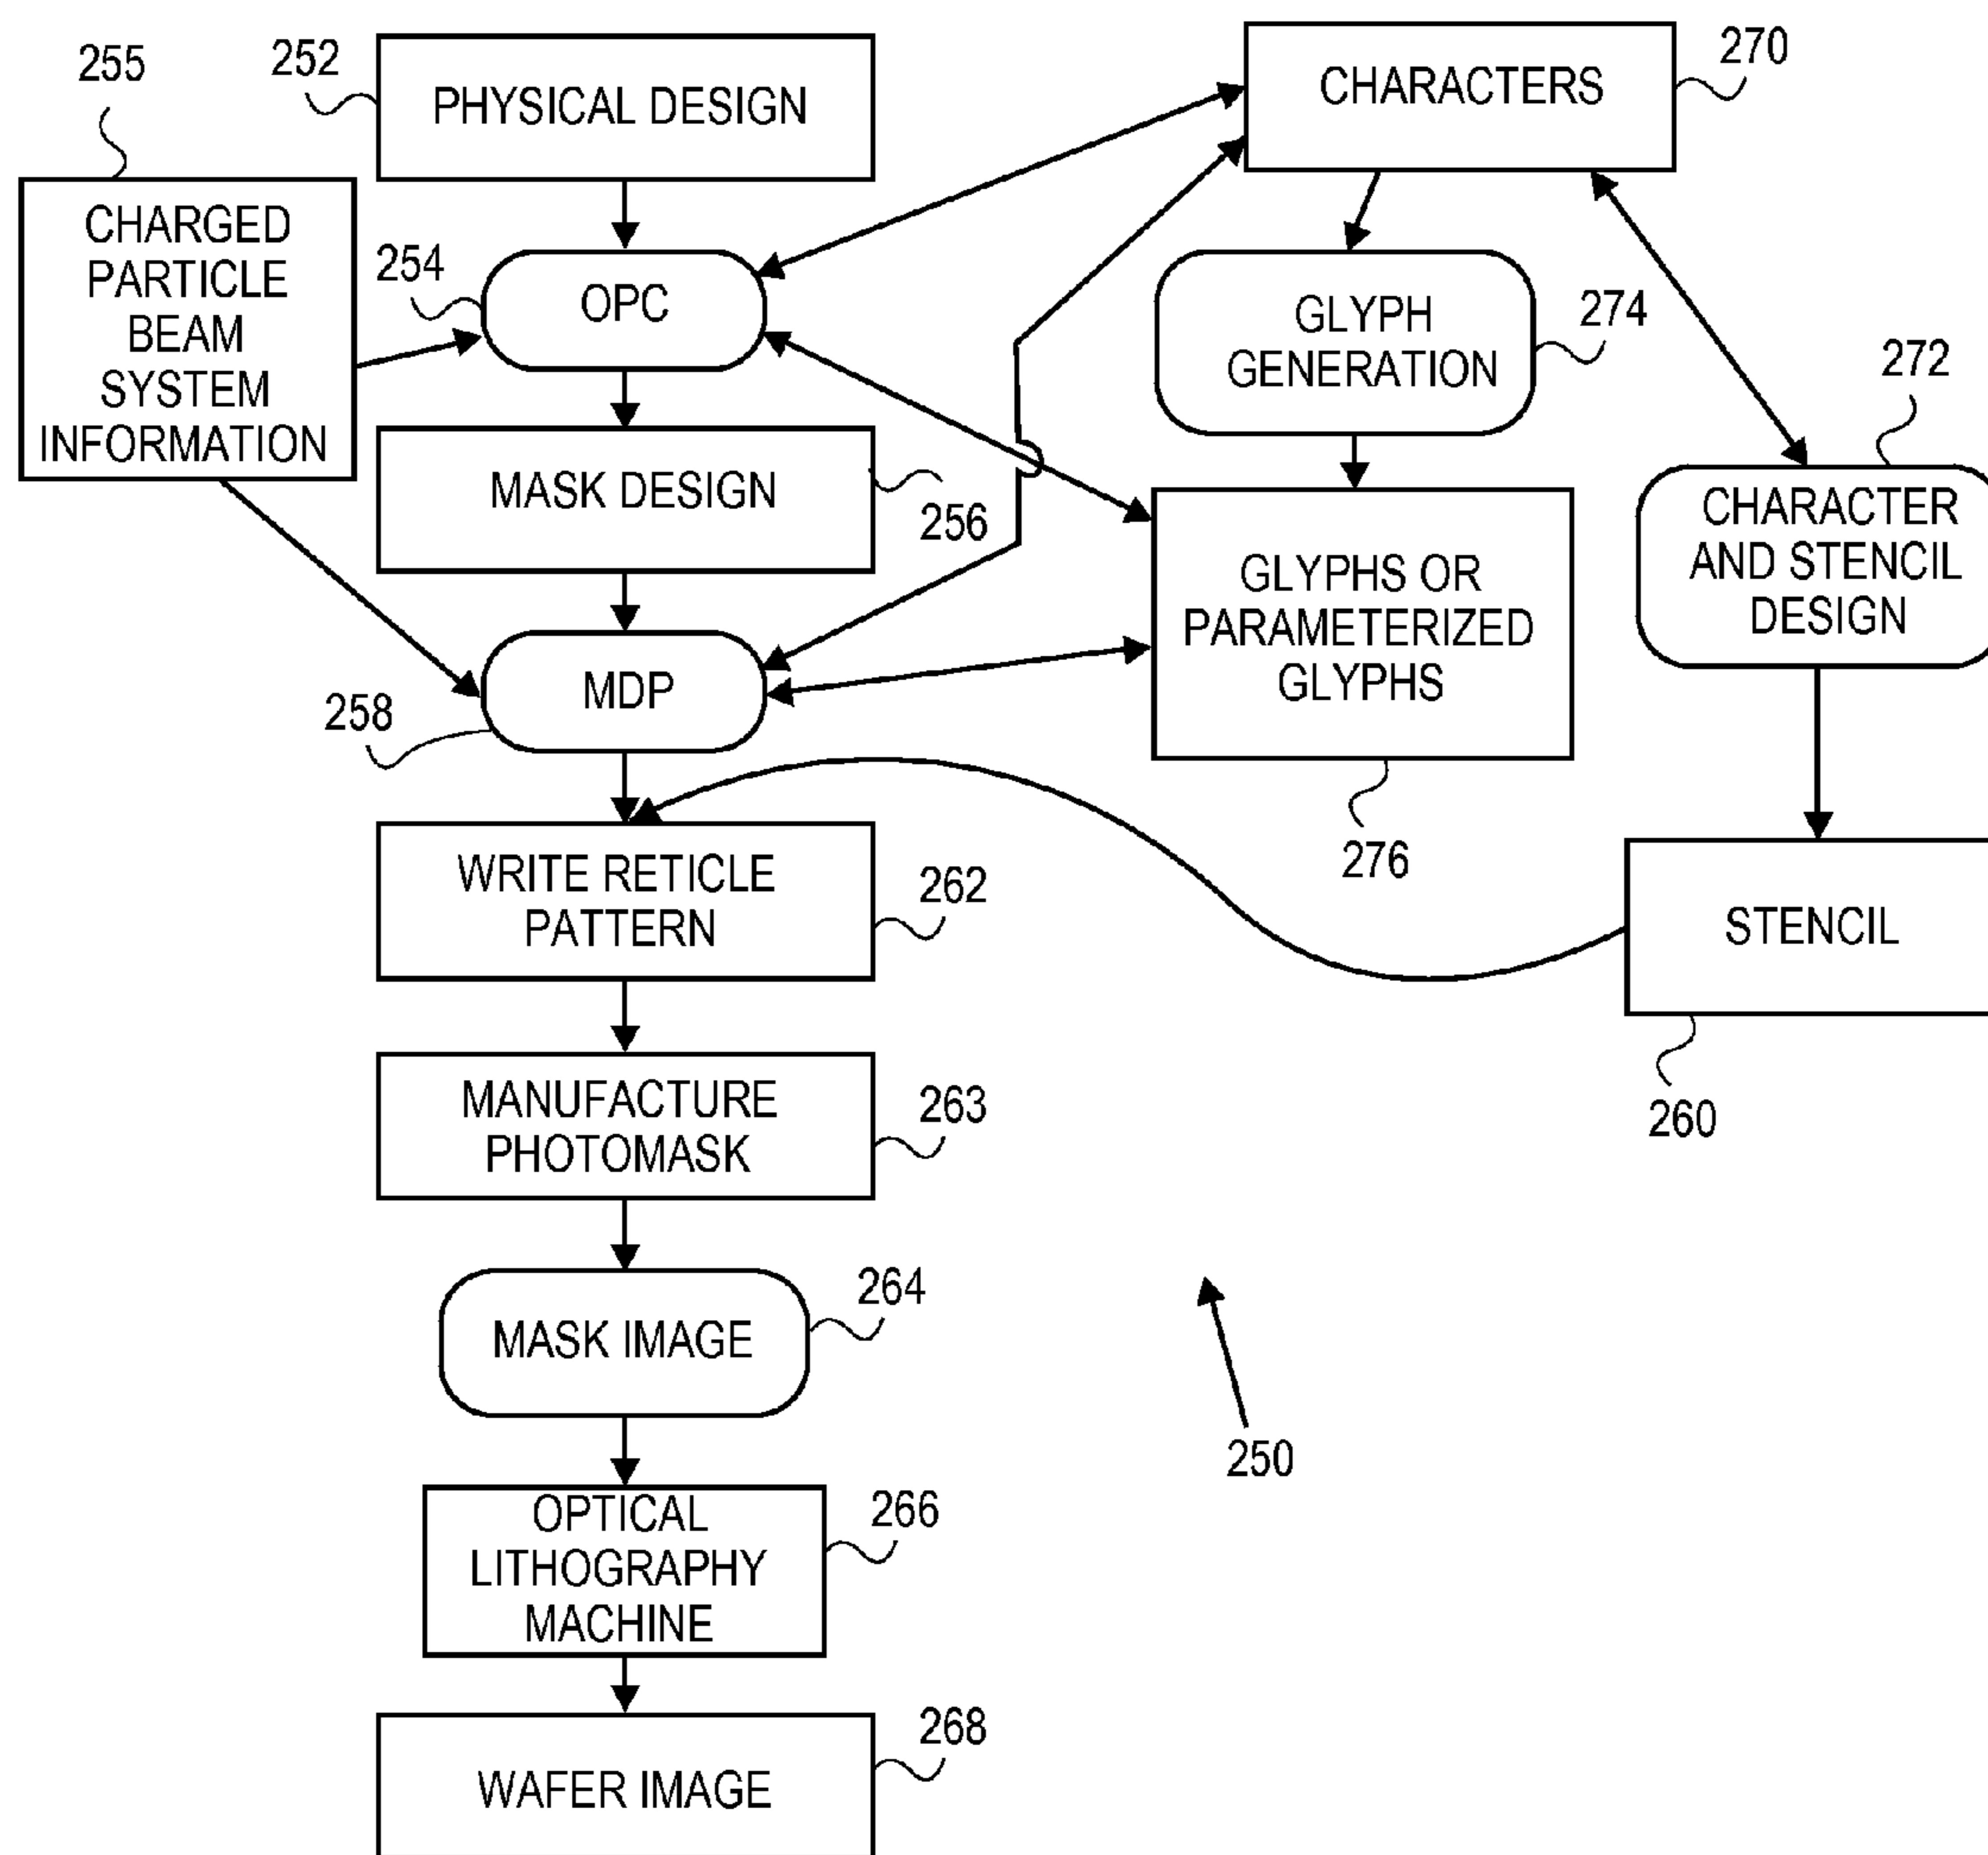 255
252
PHYSICAL DESIGN
CHARACTERS
270
CHARGED
PARTICLE
BEAM
SYSTEM
INFORMATION
254
OPC
GLYPH
GENERATION
274
272
MASK DESIGN
256
CHARACTER
AND STENCIL
DESIGN
GLYPHS OR
PARAMETERIZED
GLYPHS
276
258
MDP
WRITE RETICLE
PATTERN
262
STENCIL
260
MANUFACTURE
PHOTOMASK
263
MASK IMAGE
264
250
OPTICAL
LITHOGRAPHY
MACHINE
266
WAFER IMAGE
268